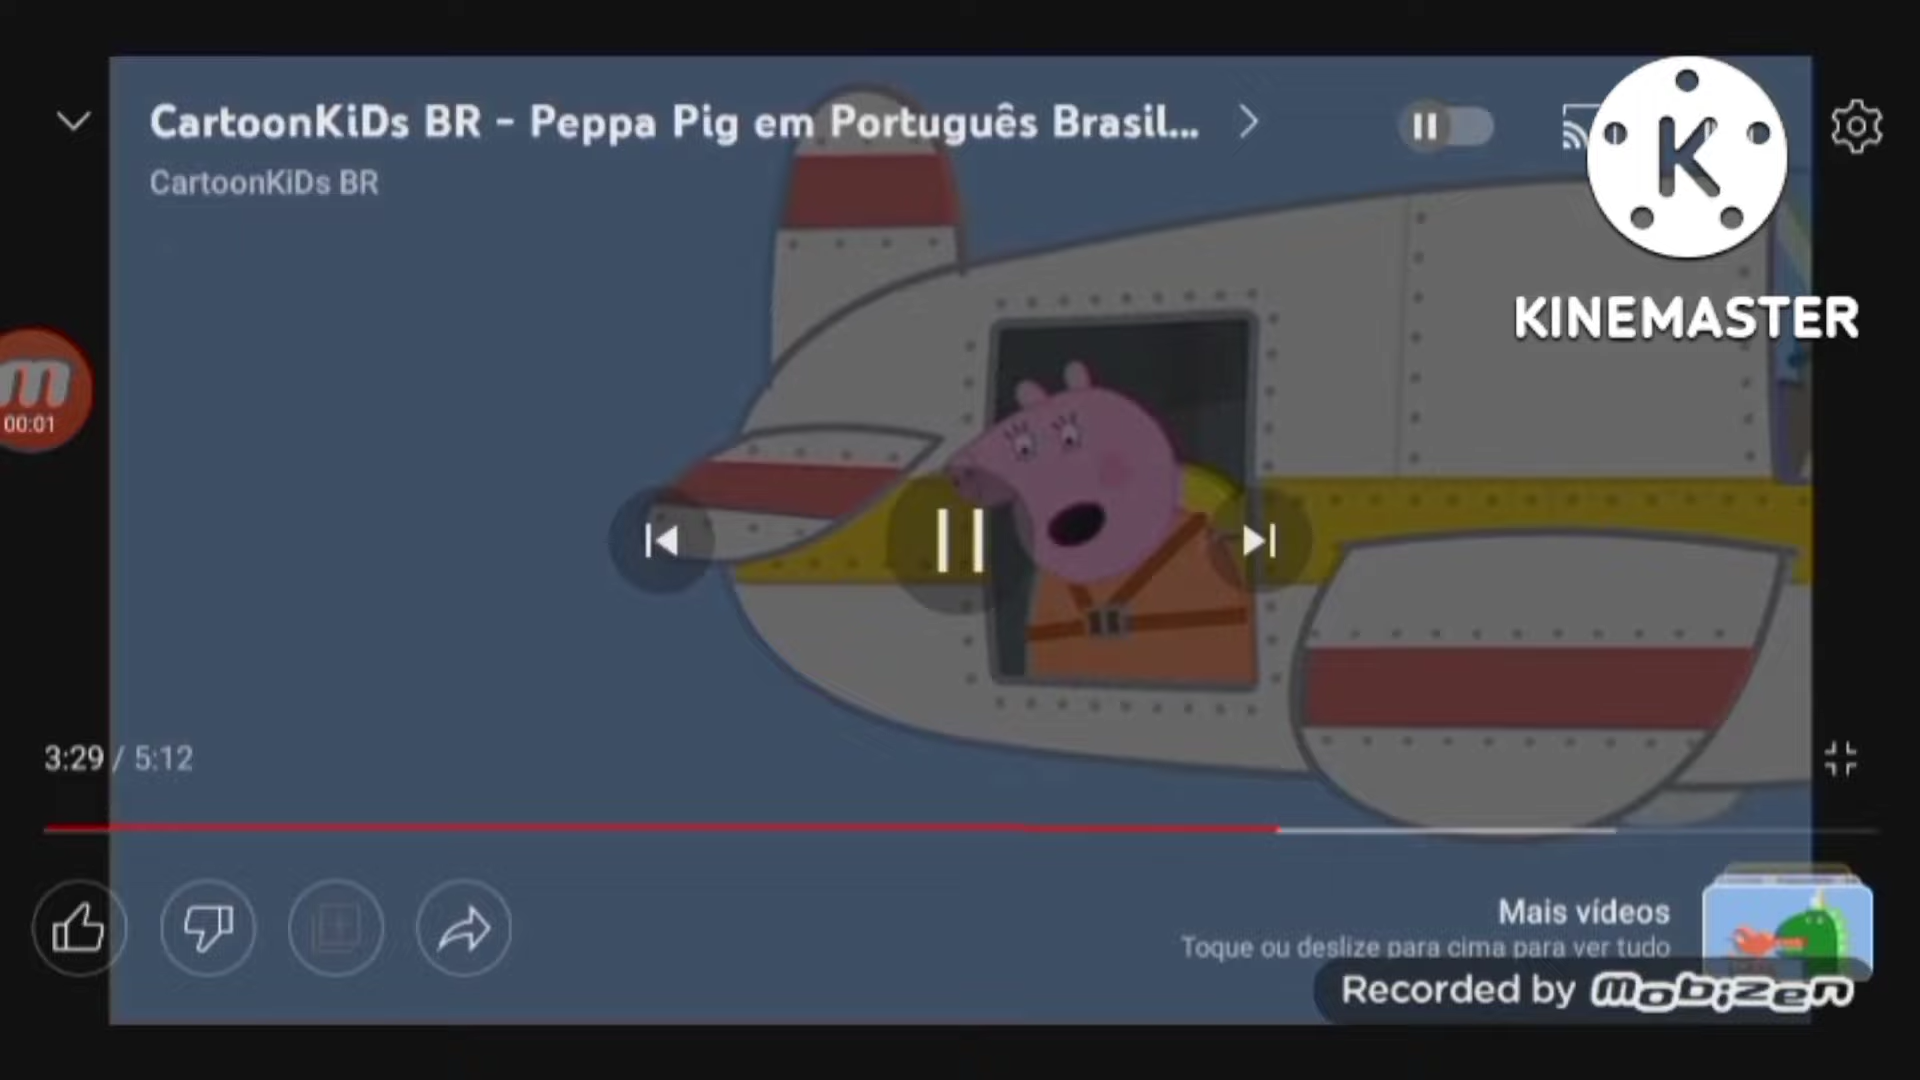 CartoonKiDs BR - Peppa Pig em Português Brasil...
CartoonKiDs BR
K
KINEMASTER
m
00:01
3:29 / 5:12
Mais vídeos
Toque ou deslize para cima para ver tudo
Recorded by mobizen